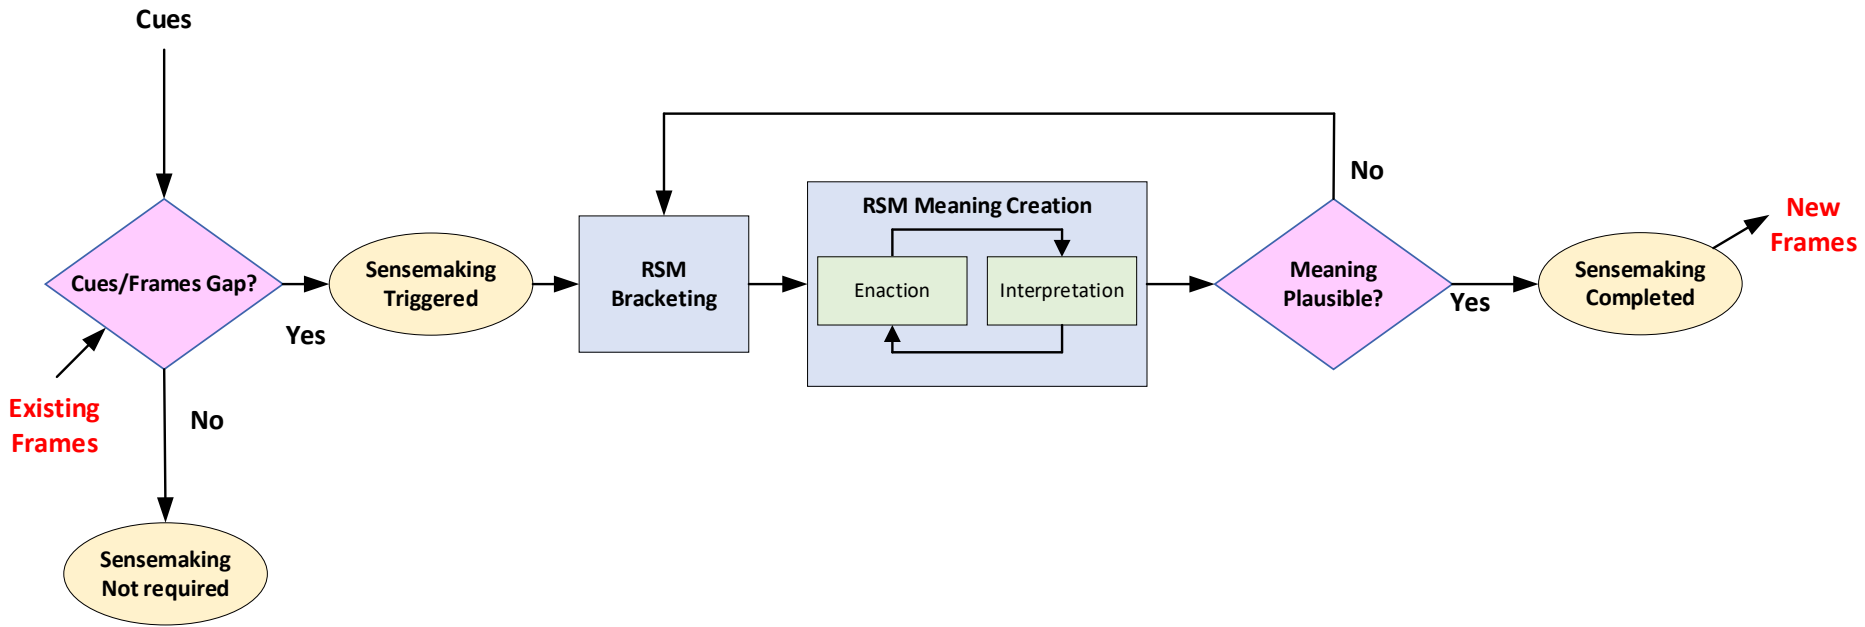 Cues
Cues/Frames Gap?
Yes
Existing
Frames
No
Sensemaking
Not required
Sensemaking
Triggered
RSM
Bracketing
RSM Meaning Creation
Enaction
Interpretation
Meaning
Plausible?
No
Yes
Sensemaking
Completed
New
Frames